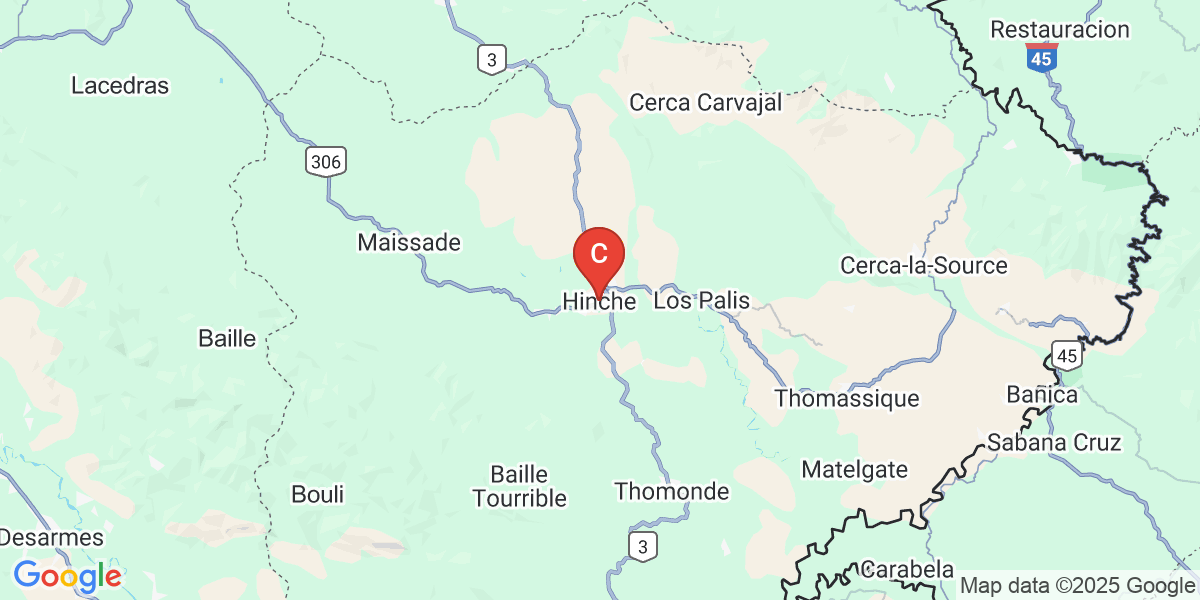 Restauracion
3
45
Lacedras
Cerca Carvajal
306
Maissade
C
Cerca-la-Source
Hinche
Los Palis
Baille
45
Thomassique
Bánica
Sabana Cruz
Matelgate
Baille
Tourrible
Bouli
Thomonde
Desarmes
3
Carabela
Google
Map data ©2025 Google